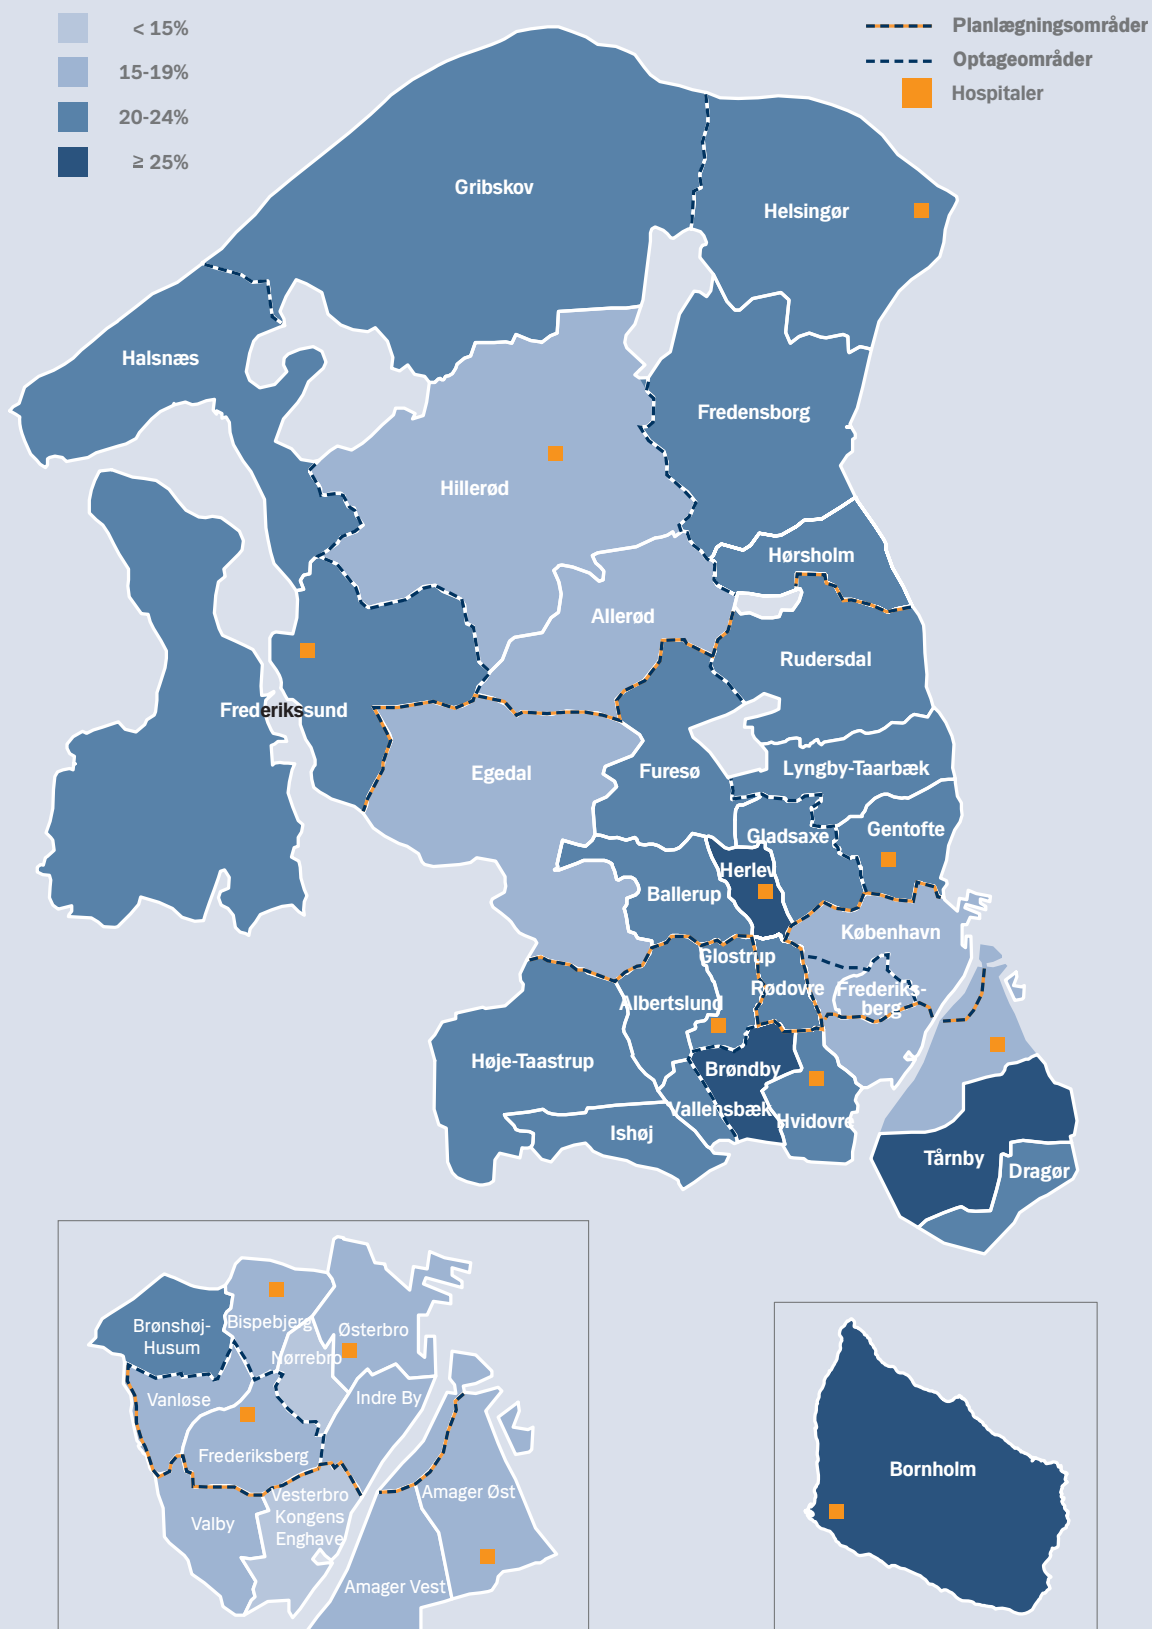 < 15%
15-19%
20-24%
≥ 25%
Planlægningsområder
Optageområder
Hospitaler
Gribskov
Helsingør
Halsnæs
Fredensborg
Hillerød
Hørsholm
Allerød
Rudersdal
Frederikssund
Egedal
Furesø
Lyngby-Taarbæk
Gladsaxe
Gentofte
Herlev
Ballerup
København
Glostrup
Rødovre
Frederiks-
berg
Albertslund
Høje-Taastrup
Brøndby
Vallensbæk
Hvidovre
Ishøj
Tårnby
Dragør
Brønshøj-
Husum
Bispebjerg
Østerbro
Nørrebro
Vanløse
Indre By
Frederiksberg
Vesterbro
Kongens
Enghave
Valby
Amager Øst
Amager Vest
Bornholm